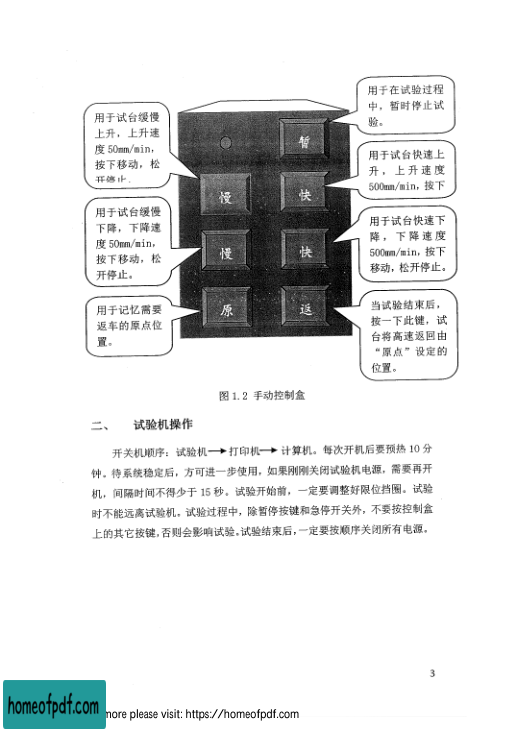 用于在试验过程
中，暂时停止试
验。
用于试台缓慢
上升，上升速
度 50mm/min，
按下移动，松
开停止.
暂
用于试台快速上
升，上升速度
500mm/min，按下
慢
快
用于试台缓慢
下降，下降速
度 50mm/min，
按下移动，松
开停止。
用于试台快速下
降，下降速度
500mm/min，按下
移动，松开停止。
慢
快
用于记忆需要
返车的原点位
置。
原
返
当试验结束后，
按一下此键，试
台将高速返回由
“原点”设定的
位置。
图 1.2 手动控制盒
二、 试验机操作
开关机顺序：试验机→打印机→计算机。每次开机后要预热 10 分
钟，待系统稳定后，方可进一步使用，如果刚刚关闭试验机电源，需要再开
机，间隔时间不得少于 15 秒。试验开始前，一定要调整好限位挡圈。试验
时不能远离试验机。试验过程中，除暂停按键和急停开关外，不要按控制盒
上的其它按键，否则会影响试验。试验结束后，一定要按顺序关闭所有电源。
3
homeofpdf.com
more please visit: https://homeofpdf.com